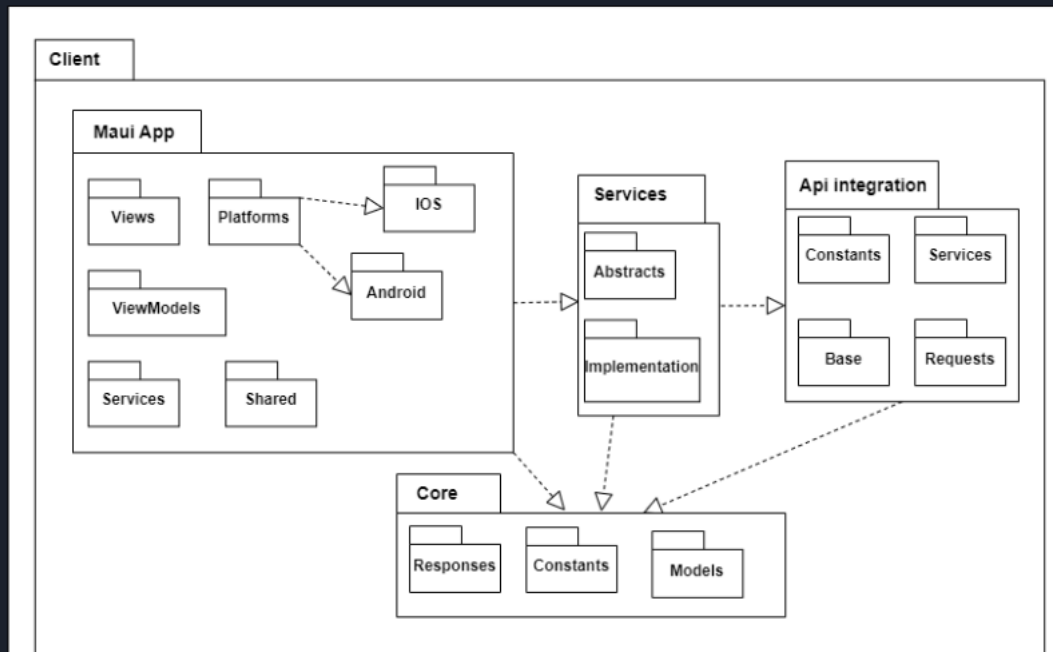 Client
Maui App
Views
Platforms
IOS
ViewModels
Android
Services
Shared
Services
Abstracts
Implementation
Api integration
Constants
Services
Base
Requests
Core
Responses
Constants
Models